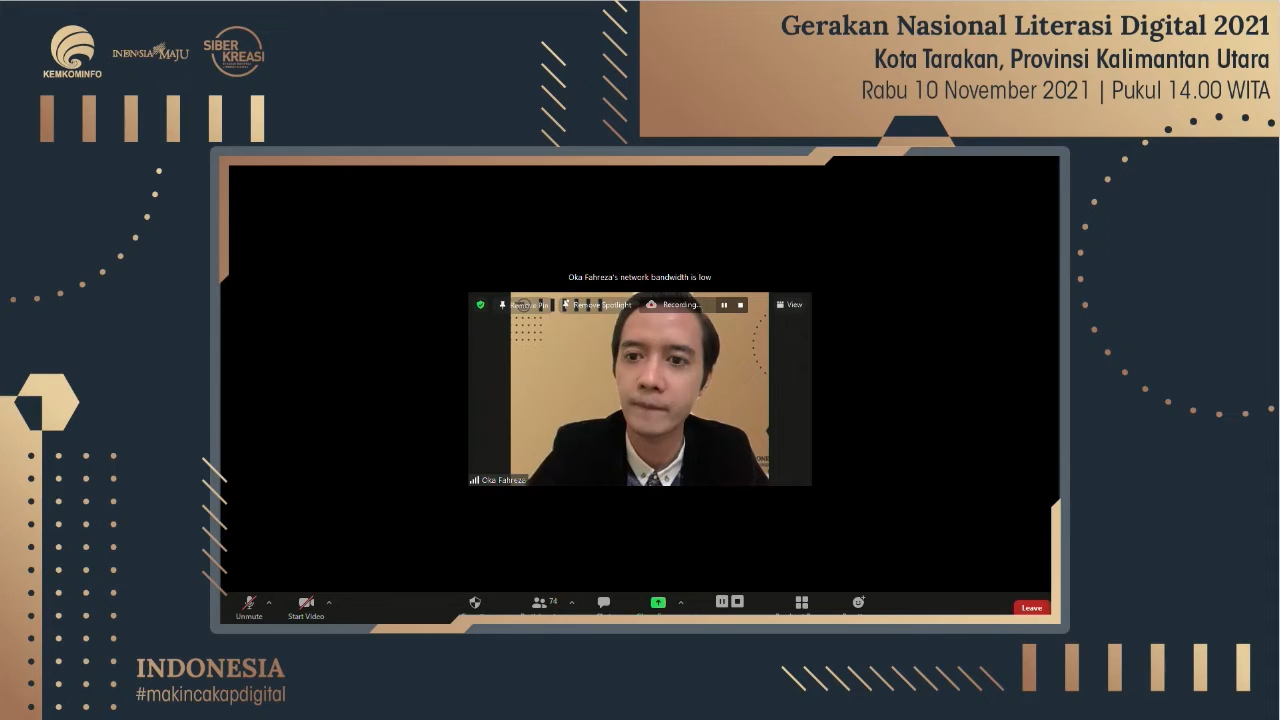 KEMKOMINFO
INDONESIA MAJU
SIBER
KREASI
Gerakan Nasional Literasi Digital 2021
Kota Tarakan, Provinsi Kalimantan Utara
Rabu 10 November 2021 | Pukul 14.00 WITA
Oka Fahreza's network bandwidth is low
Remove Pin
Remove Spotlight
Recording...
View
Oka Fahreza
74
Unmute
Start Video
Leave
INDONESIA
#makincakapdigital